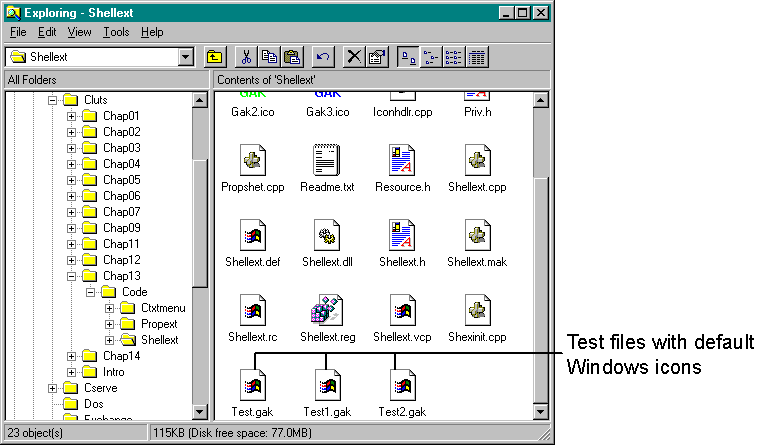 Exploring - Shellext
File Edit View Tools Help
Shellext
All Folders
Contents of 'Shellext'
Cluts
Chap01
Chap02
Chap03
Chap04
Chap05
Chap06
Chap07
Chap09
Chap11
Chap12
Chap13
Code
Ctxtmenu
Propext
Shellext
Chap14
Intro
Cserve
Dos
Exchange
GAK GAK
Gak2.ico Gak3.ico Iconhdlr.cpp Priv.h
Propshet.cpp Readme.txt Resource.h Shellext.cpp
Shellext.def Shellext.dll Shellext.h Shellext.mak
Shellext.rc Shellext.reg Shellext.vcp Shexinit.cpp
Test.gak Test1.gak Test2.gak
23 object(s) 115KB (Disk free space: 77.0MB)
Test files with default
Windows icons